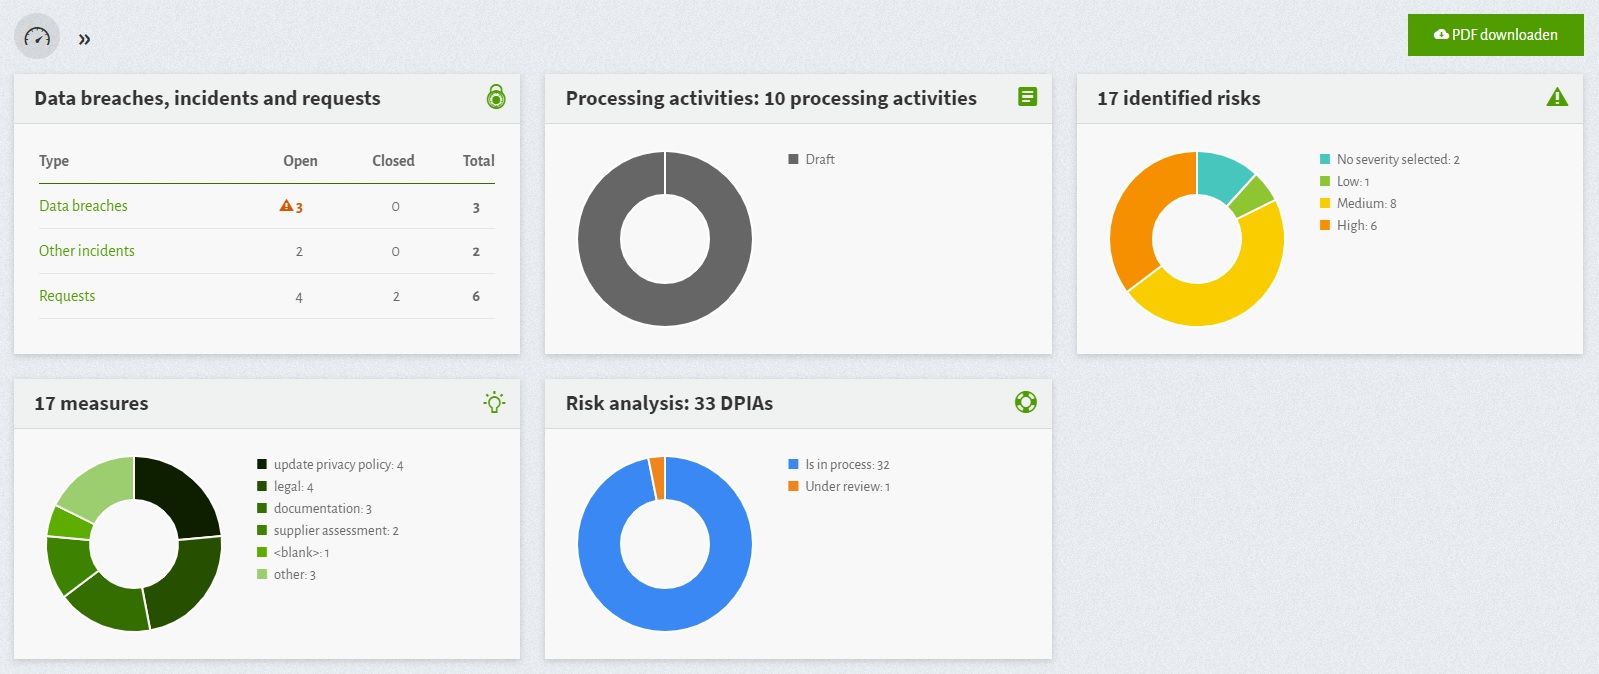 »
PDF downloaden
Data breaches, incidents and requests
Type Open Closed Total
Data breaches 3 0 3
Other incidents 2 0 2
Requests 4 2 6
Processing activities: 10 processing activities
Draft
17 identified risks
No severity selected: 2
Low: 1
Medium: 8
High: 6
17 measures
update privacy policy: 4
legal: 4
documentation: 3
supplier assessment: 2
<blank>: 1
other: 3
Risk analysis: 33 DPIAs
Is in process: 32
Under review: 1